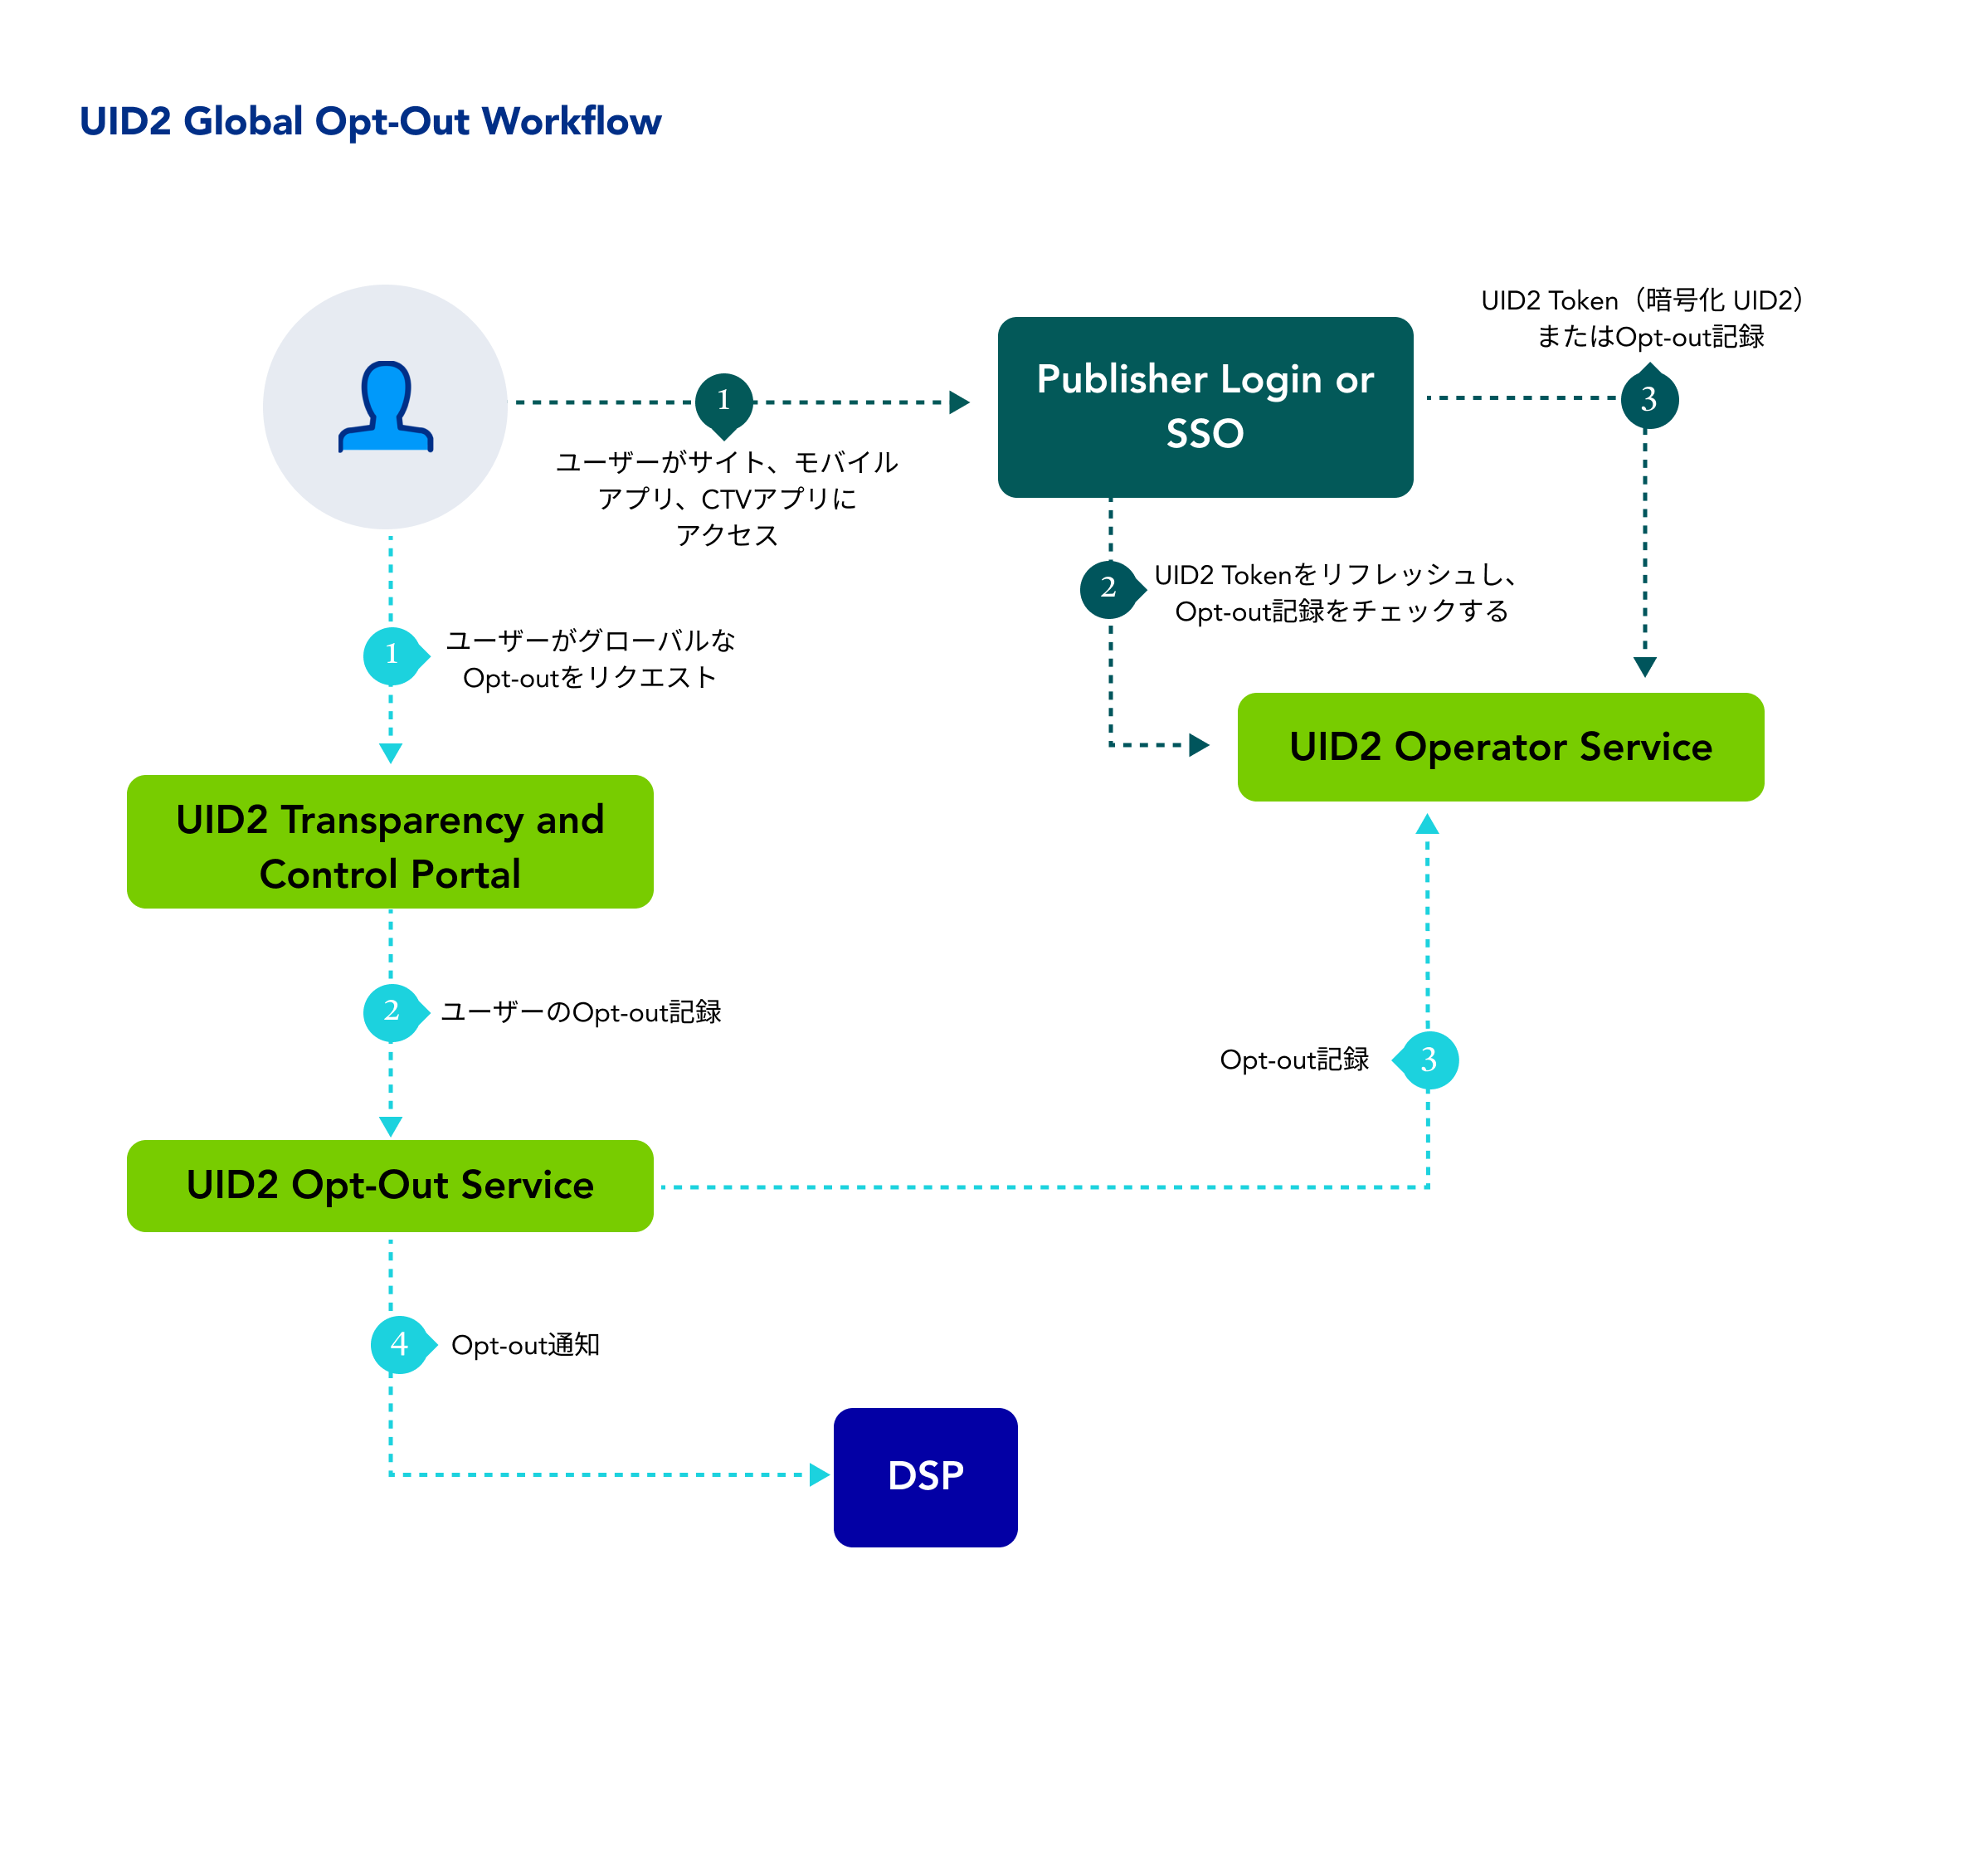 UID2 Global Opt-Out Workflow
UID2 Token（暗号化 UID2）
またはOpt-out記録
Publisher Login or
SSO
1
3
ユーザーがサイト、モバイル
アプリ、CTVアプリに
アクセス
2
UID2 Tokenをリフレッシュし、
Opt-out記録をチェックする
1
ユーザーがグローバルな
Opt-outをリクエスト
UID2 Operator Service
UID2 Transparency and
Control Portal
2
ユーザーのOpt-out記録
Opt-out記録
3
UID2 Opt-Out Service
4
Opt-out通知
DSP